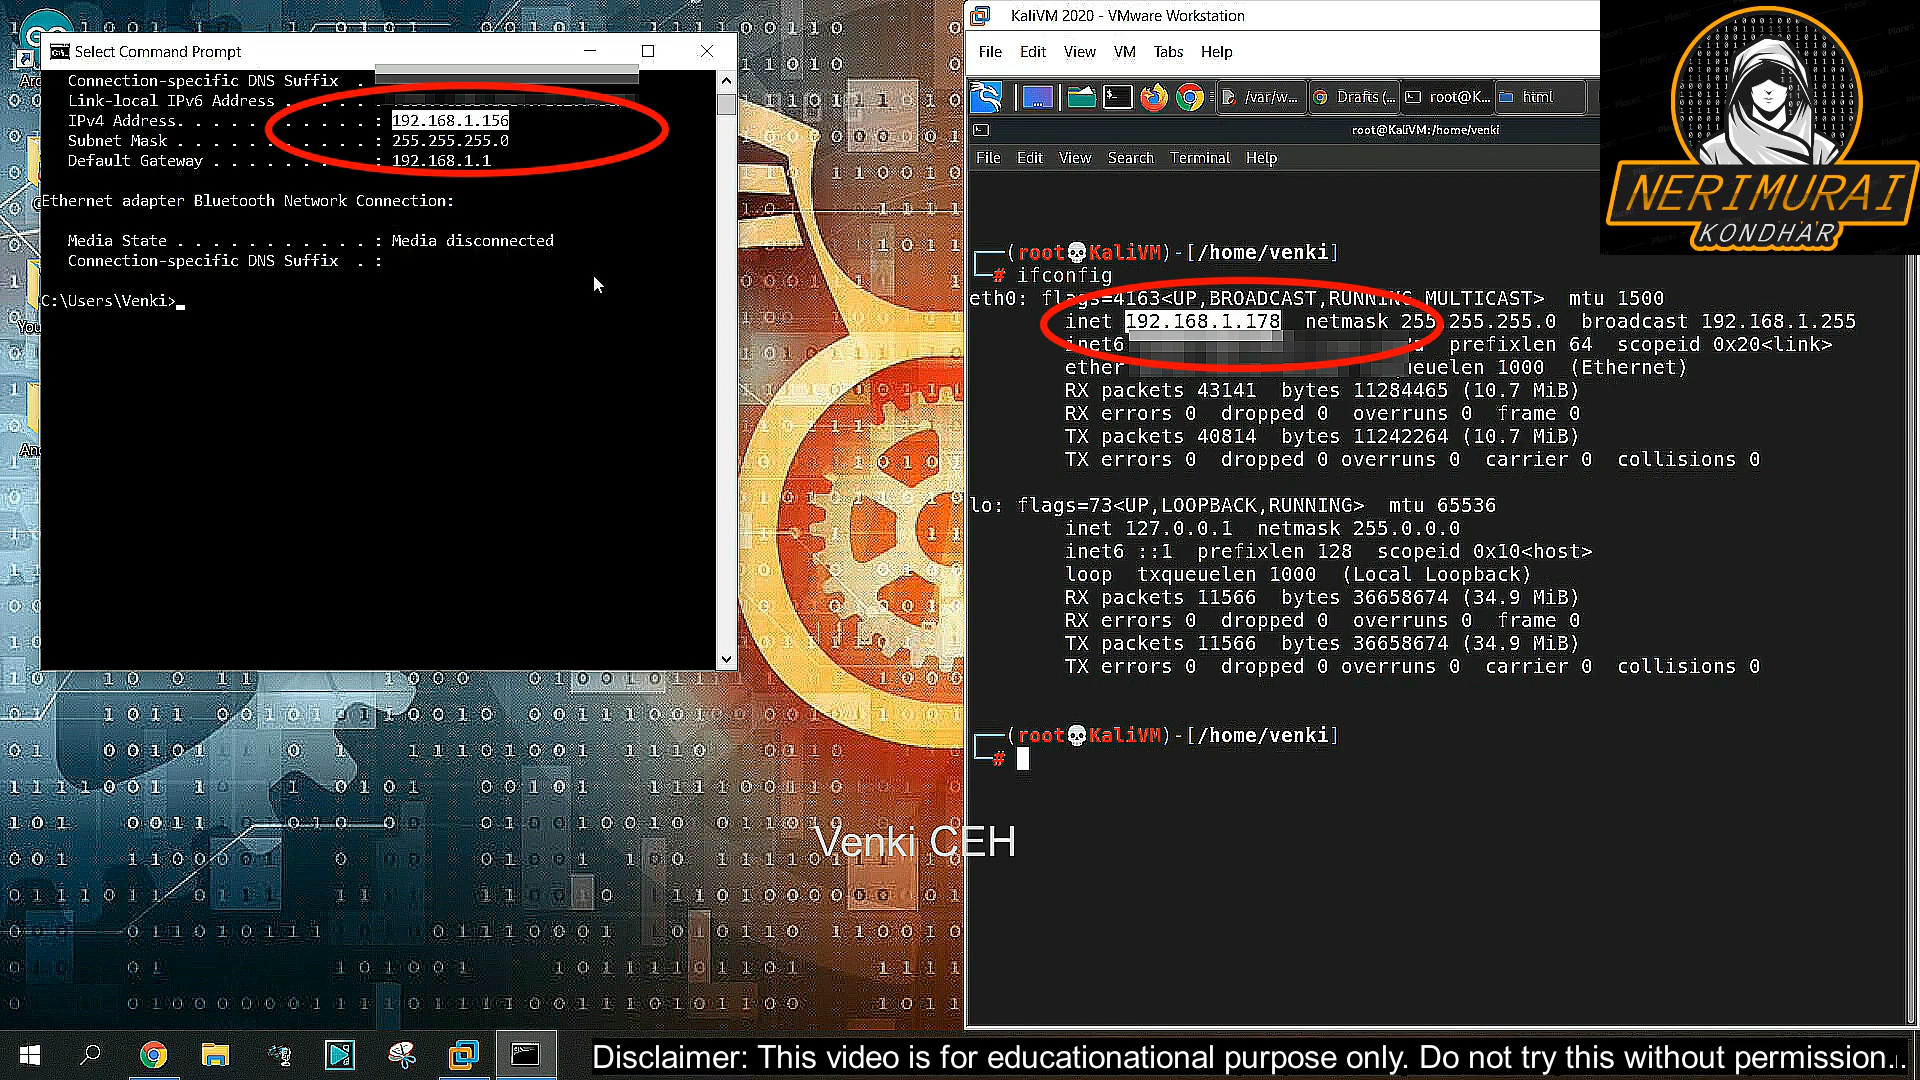 Select Command Prompt
Connection-specific DNS Suffix  .
Link-local IPv6 Address . . . . . :
IPv4 Address. . . . . . . . . . . : 192.168.1.156
Subnet Mask . . . . . . . . . . . : 255.255.255.0
Default Gateway . . . . . . . . . : 192.168.1.1
Ethernet adapter Bluetooth Network Connection:
Media State . . . . . . . . . . . : Media disconnected
Connection-specific DNS Suffix  . :
C:\Users\Venki>
KaliVM 2020 - VMware Workstation
File Edit View VM Tabs Help
/var/w... Drafts (... root@K... html
root@KaliVM:/home/venki
File Edit View Search Terminal Help
(root💀KaliVM)-[/home/venki]
# ifconfig
eth0: flags=4163<UP,BROADCAST,RUNNING,MULTICAST>  mtu 1500
inet 192.168.1.178  netmask 255.255.255.0  broadcast 192.168.1.255
inet6 prefixlen 64  scopeid 0x20<link>
ether 1000  (Ethernet)
RX packets 43141  bytes 11284465 (10.7 MiB)
RX errors 0  dropped 0  overruns 0  frame 0
TX packets 40814  bytes 11242264 (10.7 MiB)
TX errors 0  dropped 0 overruns 0  carrier 0  collisions 0
lo: flags=73<UP,LOOPBACK,RUNNING>  mtu 65536
inet 127.0.0.1  netmask 255.0.0.0
inet6 ::1  prefixlen 128  scopeid 0x10<host>
loop  txqueuelen 1000  (Local Loopback)
RX packets 11566  bytes 36658674 (34.9 MiB)
RX errors 0  dropped 0  overruns 0  frame 0
TX packets 11566  bytes 36658674 (34.9 MiB)
TX errors 0  dropped 0 overruns 0  carrier 0  collisions 0
(root💀KaliVM)-[/home/venki]
#
NERIMURAI
KONDHAR
Venki CEH
Disclaimer: This video is for educationational purpose only. Do not try this without permission..